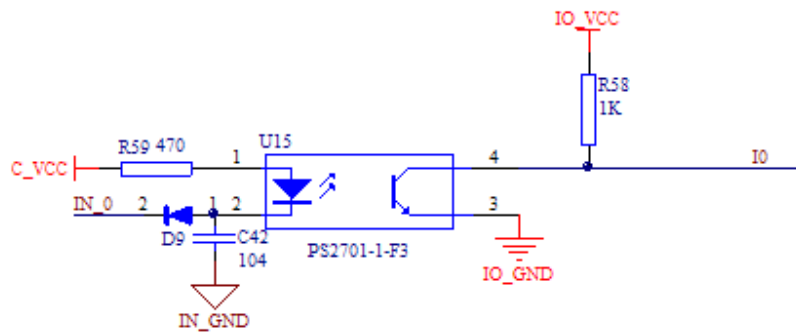 IO_VCC
R58
1K
R59 470
U15
1
4
I0
C_VCC
IN_0
2
1
2
3
D9
C42
104
PS2701-1-F3
IO_GND
IN_GND